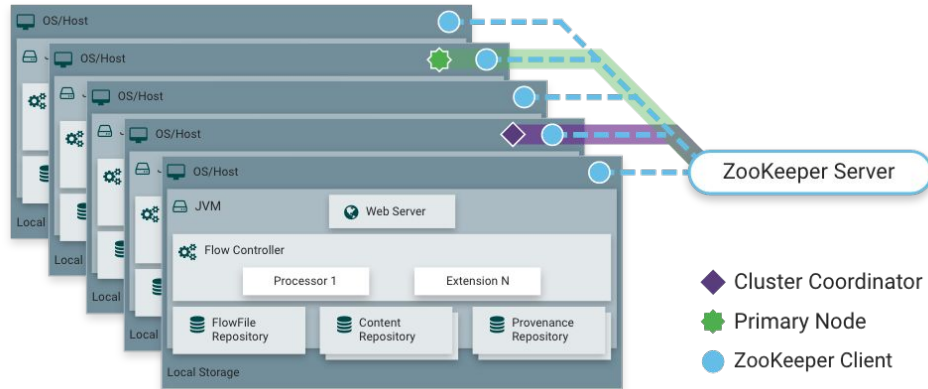 OS/Host
OS/Host
OS/Host
OS/Host
OS/Host
ZooKeeper Server
JVM
Web Server
Local
Flow Controller
Local
Processor 1
Extension N
Cluster Coordinator
Local
FlowFile
Repository
Content
Repository
Provenance
Repository
Primary Node
Local
ZooKeeper Client
Local Storage